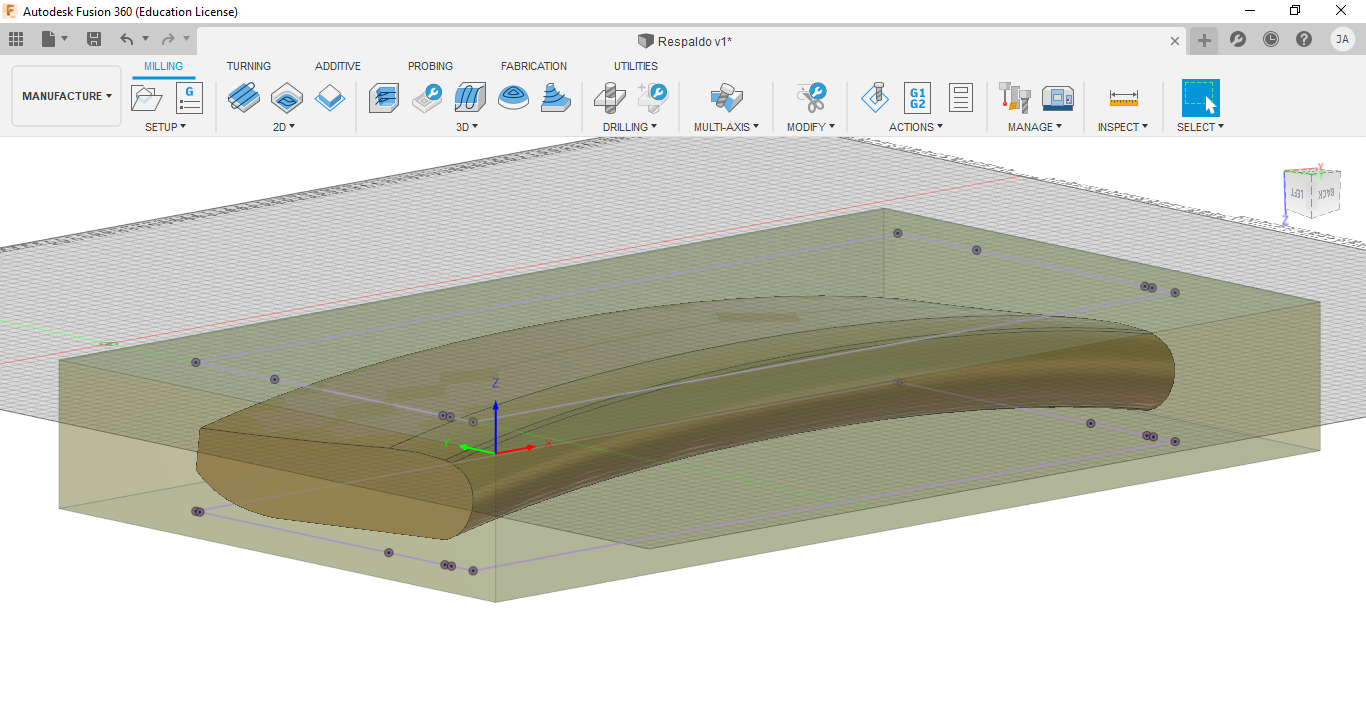 Autodesk Fusion 360 (Education License)
Respaldo v1*
JA
MILLING TURNING ADDITIVE PROBING FABRICATION UTILITIES
MANUFACTURE
G
G1
G2
SETUP 2D 3D DRILLING MULTI-AXIS MODIFY ACTIONS MANAGE INSPECT SELECT
X
Y
LEFT BACK
Z
Z
Y X